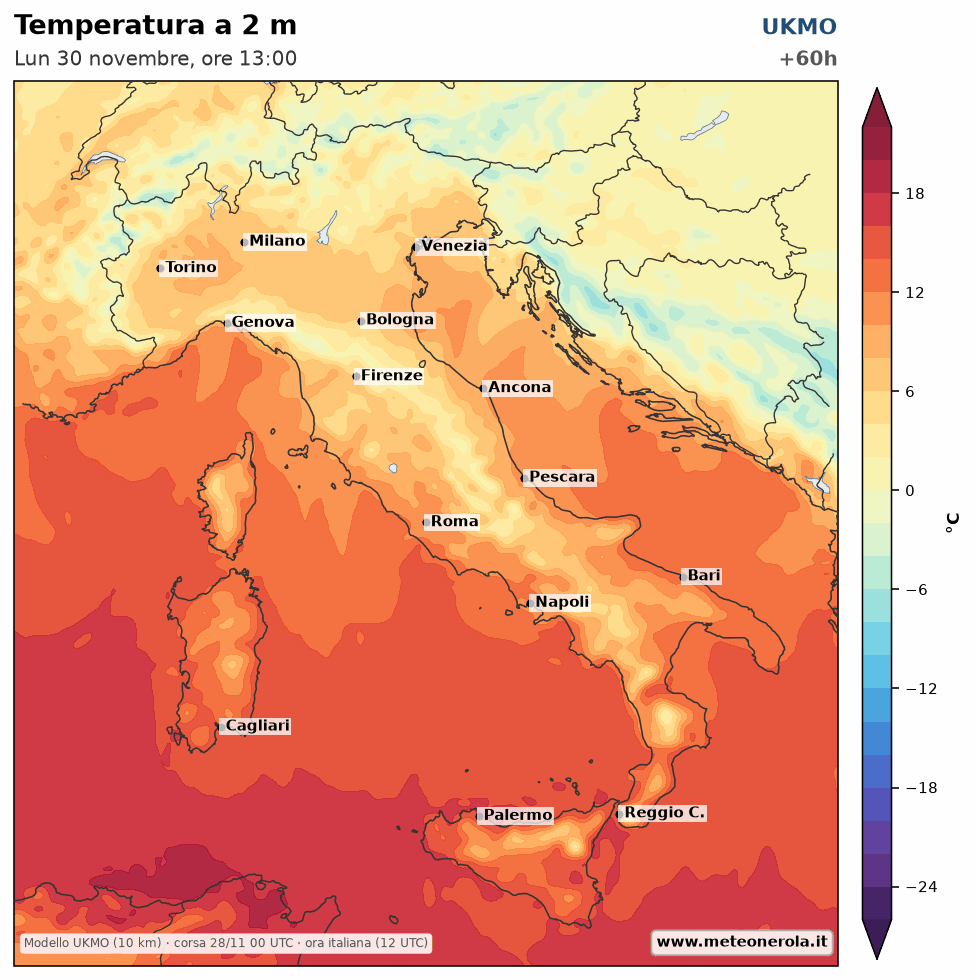 Temperatura a 2 m
UKMO
Lun 30 novembre, ore 13:00
+60h
Milano
Venezia
Torino
Genova
Bologna
Firenze
Ancona
Pescara
Roma
Bari
Napoli
Cagliari
Palermo
Reggio C.
18
12
6
0
−6
−12
−18
−24
°C
Modello UKMO (10 km) · corsa 28/11 00 UTC · ora italiana (12 UTC)
www.meteonerola.it